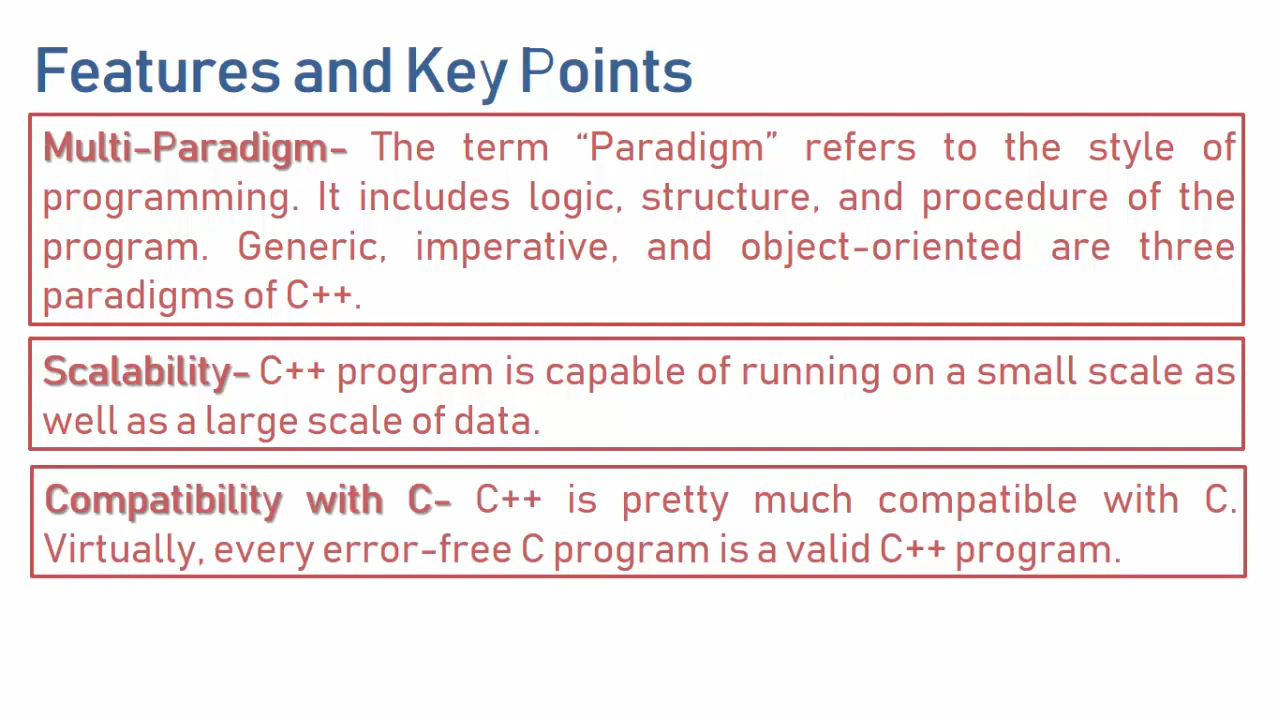 Features and Key Points
Multi-Paradigm- The term “Paradigm” refers to the style of
programming. It includes logic, structure, and procedure of the
program. Generic, imperative, and object-oriented are three
paradigms of C++.
Scalability- C++ program is capable of running on a small scale as
well as a large scale of data.
Compatibility with C- C++ is pretty much compatible with C.
Virtually, every error-free C program is a valid C++ program.